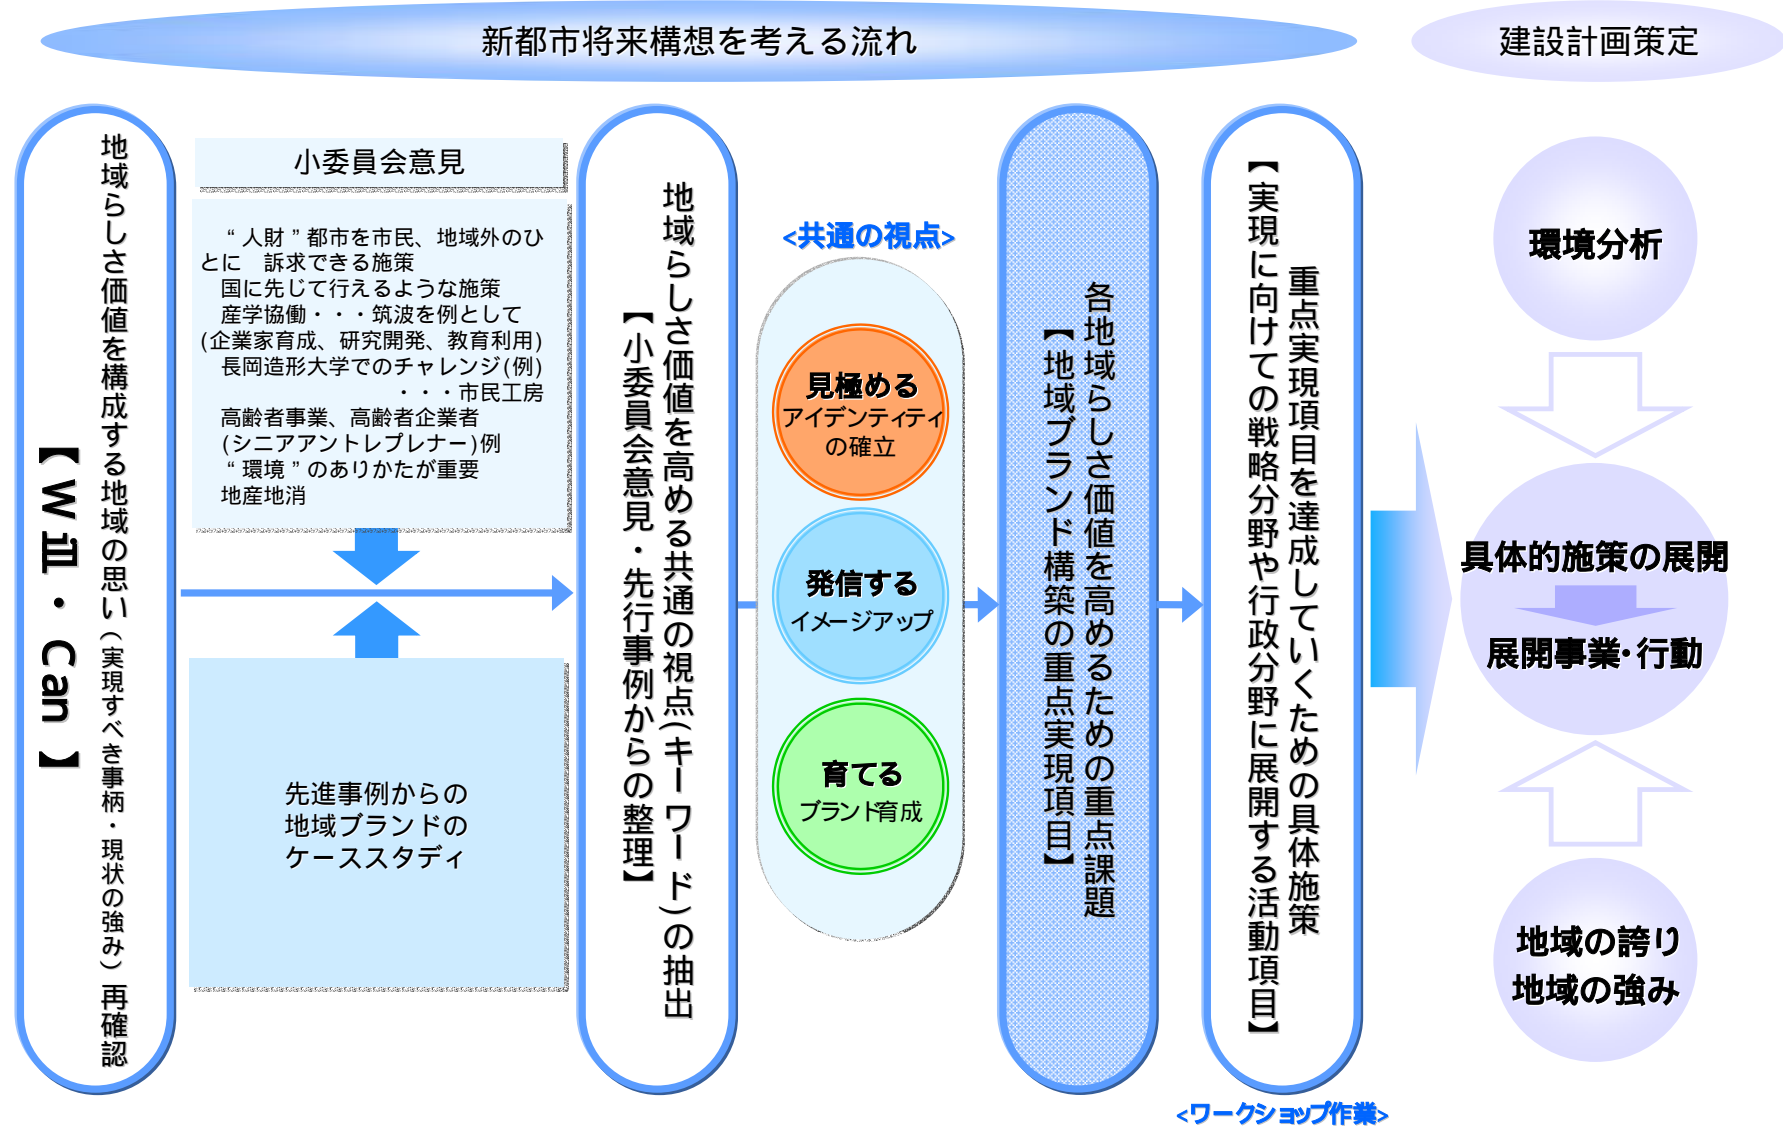 新都市将来構想を考える流れ
建設計画策定
地域らしさ価値を構成する地域の思い(実現すべき事柄・現状の強み)再確認
【Will・Can】
小委員会意見
“人財”都市を市民、地域外のひ
とに 訴求できる施策
国に先じて行えるような施策
産学協働・・・筑波を例として
(企業家育成、研究開発、教育利用)
長岡造形大学でのチャレンジ(例)
・・・市民工房
高齢者事業、高齢者企業者
(シニアアントレプレナー)例
“環境”のありかたが重要
地産地消
先進事例からの
地域ブランドの
ケーススタディ
地域らしさ価値を高める共通の視点(キーワード)の抽出
【小委員会意見・先行事例からの整理】
<共通の視点>
見極める
アイデンティティ
の確立
発信する
イメージアップ
育てる
ブランド育成
各地域らしさ価値を高めるための重点課題
【地域ブランド構築の重点実現項目】
重点実現項目を達成していくための具体施策
【実現に向けての戦略分野や行政分野に展開する活動項目】
<ワークショップ作業>
環境分析
具体的施策の展開
展開事業・行動
地域の誇り
地域の強み